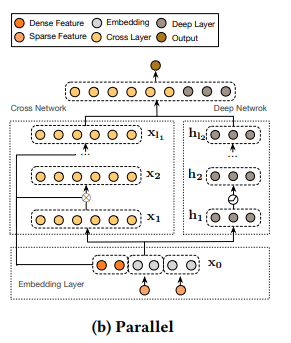 Dense Feature Embedding Deep Layer
Sparse Feature Cross Layer Output
Cross Network Deep Netwrok
x_{l_1} h_{l_2}
... ...
x_2 h_2
x_1 h_1
x_0
Embedding Layer
(b) Parallel